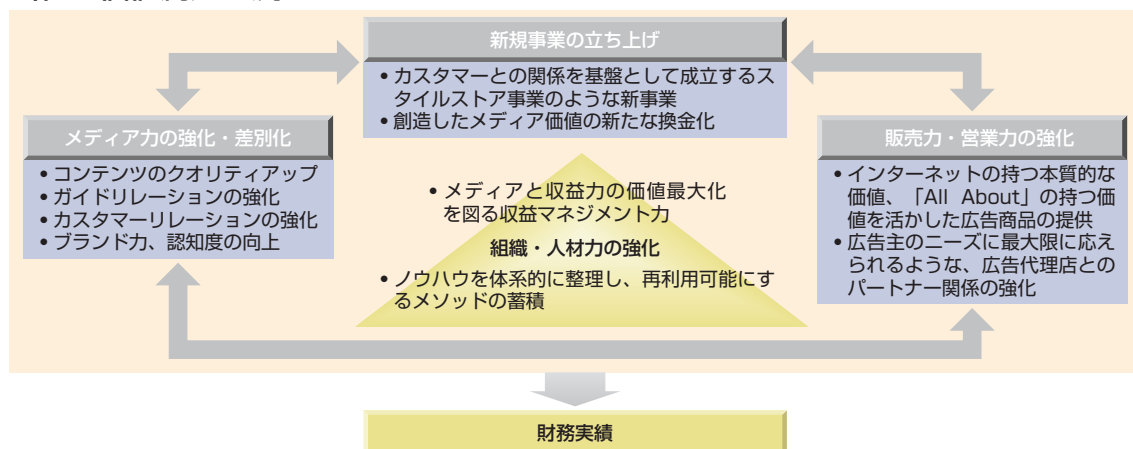 新規事業の立ち上げ
• カスタマーとの関係を基盤として成立するス
タイルストア事業のような新事業
• 創造したメディア価値の新たな換金化
メディア力の強化・差別化
• コンテンツのクオリティアップ
• ガイドリレーションの強化
• カスタマーリレーションの強化
• ブランド力、認知度の向上
販売力・営業力の強化
• インターネットの持つ本質的な
価値、「All About」の持つ価
値を活かした広告商品の提供
• 広告主のニーズに最大限に応え
られるような、広告代理店との
パートナー関係の強化
• メディアと収益力の価値最大化
を図る収益マネジメント力
組織・人材力の強化
• ノウハウを体系的に整理し、再利用可能にす
るメソッドの蓄積
財務実績